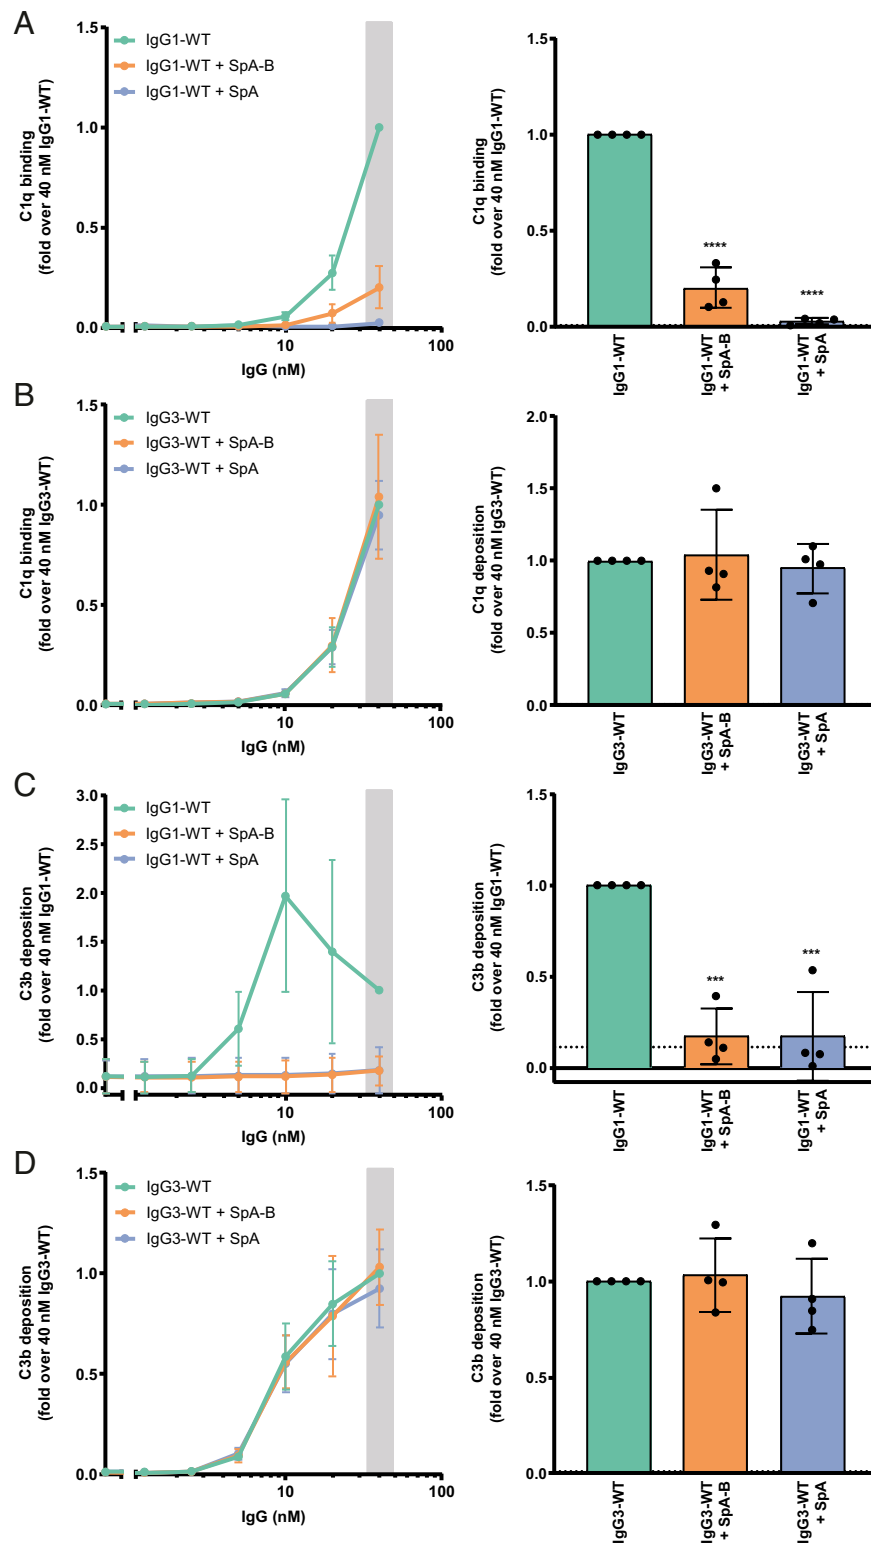 A
IgG1-WT
IgG1-WT + SpA-B
IgG1-WT + SpA
C1q binding
(fold over 40 nM IgG1-WT)
1.5
1.0
0.5
0.0
10
100
IgG (nM)
C1q binding
(fold over 40 nM IgG1-WT)
1.5
1.0
0.5
0.0
****
****
IgG1-WT
IgG1-WT
+ SpA-B
IgG1-WT
+ SpA
B
IgG3-WT
IgG3-WT + SpA-B
IgG3-WT + SpA
C1q binding
(fold over 40 nM IgG3-WT)
1.5
1.0
0.5
0.0
10
100
IgG (nM)
C1q deposition
(fold over 40 nM IgG3-WT)
2.0
1.5
1.0
0.5
0.0
IgG3-WT
IgG3-WT
+ SpA-B
IgG3-WT
+ SpA
C
IgG1-WT
IgG1-WT + SpA-B
IgG1-WT + SpA
C3b deposition
(fold over 40 nM IgG1-WT)
3.0
2.5
2.0
1.5
1.0
0.5
0.0
10
100
IgG (nM)
C3b deposition
(fold over 40 nM IgG1-WT)
1.5
1.0
0.5
0.0
***
***
IgG1-WT
IgG1-WT
+ SpA-B
IgG1-WT
+ SpA
D
IgG3-WT
IgG3-WT + SpA-B
IgG3-WT + SpA
C3b deposition
(fold over 40 nM IgG3-WT)
1.5
1.0
0.5
0.0
10
100
IgG (nM)
C3b deposition
(fold over 40 nM IgG3-WT)
1.5
1.0
0.5
0.0
IgG3-WT
IgG3-WT
+ SpA-B
IgG3-WT
+ SpA